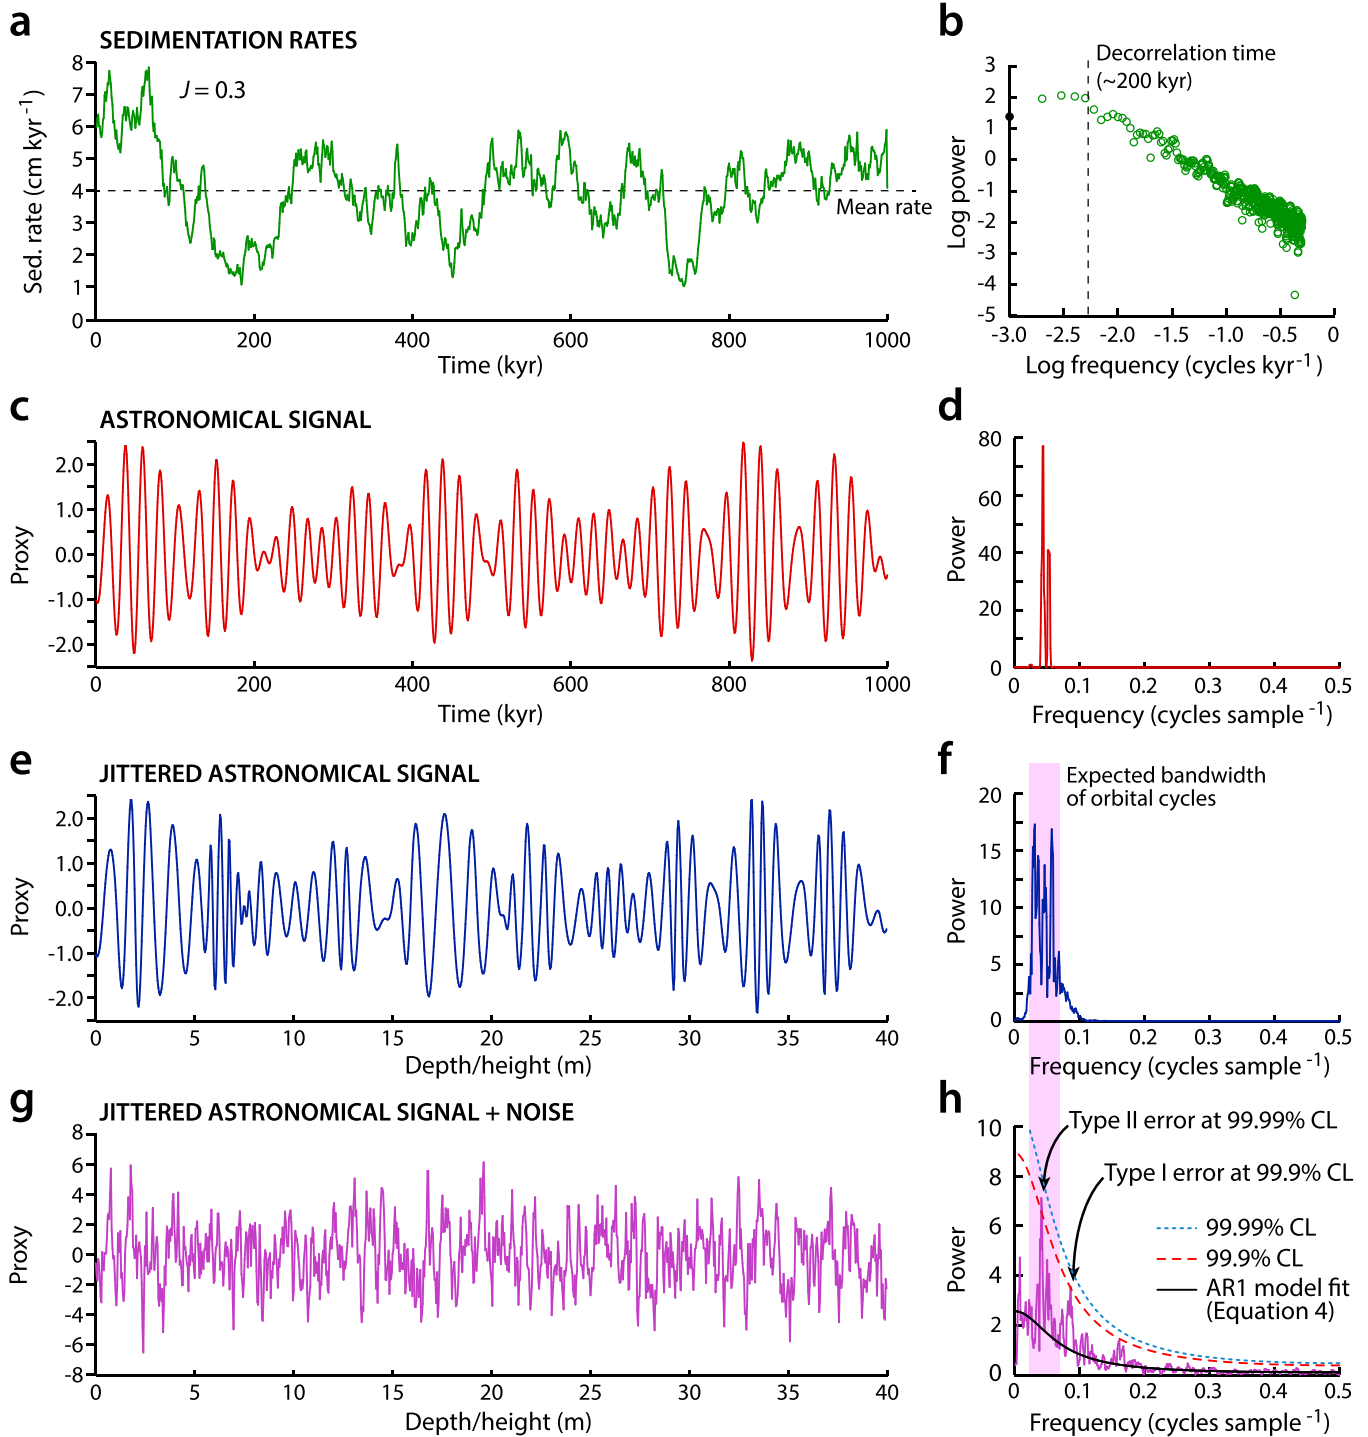 a
SEDIMENTATION RATES
J = 0.3
8
7
6
5
4
3
2
1
0
Sed. rate (cm kyr -1)
Mean rate
0 200 400 600 800 1000
Time (kyr)
b
Decorrelation time
(~200 kyr)
3
2
1
0
-1
-2
-3
-4
-5
Log power
-3.0 -2.5 -2.0 -1.5 -1.0 -0.5 0
Log frequency (cycles kyr-1)
c
ASTRONOMICAL SIGNAL
2.0
1.0
0.0
-1.0
-2.0
Proxy
0 200 400 600 800 1000
Time (kyr)
d
80
60
40
20
0
Power
0 0.1 0.2 0.3 0.4 0.5
Frequency (cycles sample -1)
e
JITTERED ASTRONOMICAL SIGNAL
2.0
1.0
0.0
-1.0
-2.0
Proxy
0 5 10 15 20 25 30 35 40
Depth/height (m)
f
Expected bandwidth
of orbital cycles
20
15
10
5
0
Power
0 0.1 0.2 0.3 0.4 0.5
Frequency (cycles sample -1)
g
JITTERED ASTRONOMICAL SIGNAL + NOISE
8
6
4
2
0
-2
-4
-6
-8
Proxy
0 5 10 15 20 25 30 35 40
Depth/height (m)
h
Type II error at 99.99% CL
Type I error at 99.9% CL
99.99% CL
99.9% CL
AR1 model fit
(Equation 4)
10
8
6
4
2
0
Power
0 0.1 0.2 0.3 0.4 0.5
Frequency (cycles sample -1)